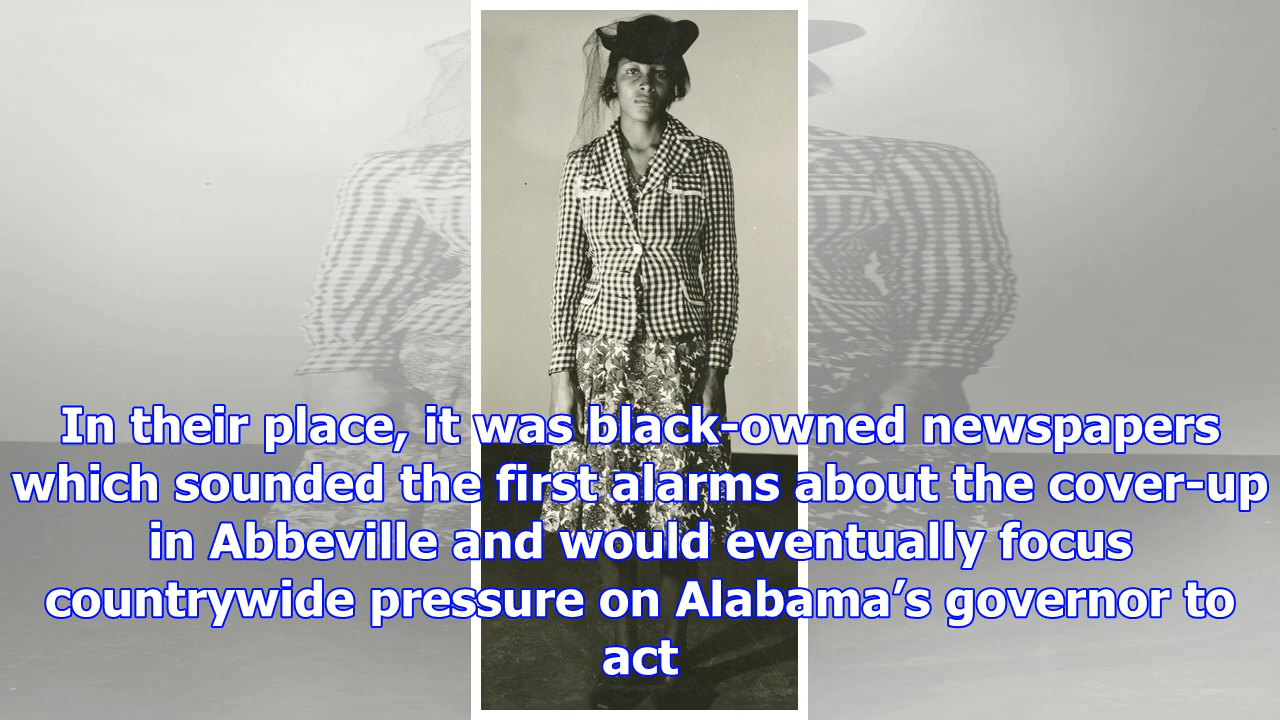 In their place, it was black-owned newspapers
which sounded the first alarms about the cover-up
in Abbeville and would eventually focus
countrywide pressure on Alabama’s governor to
act